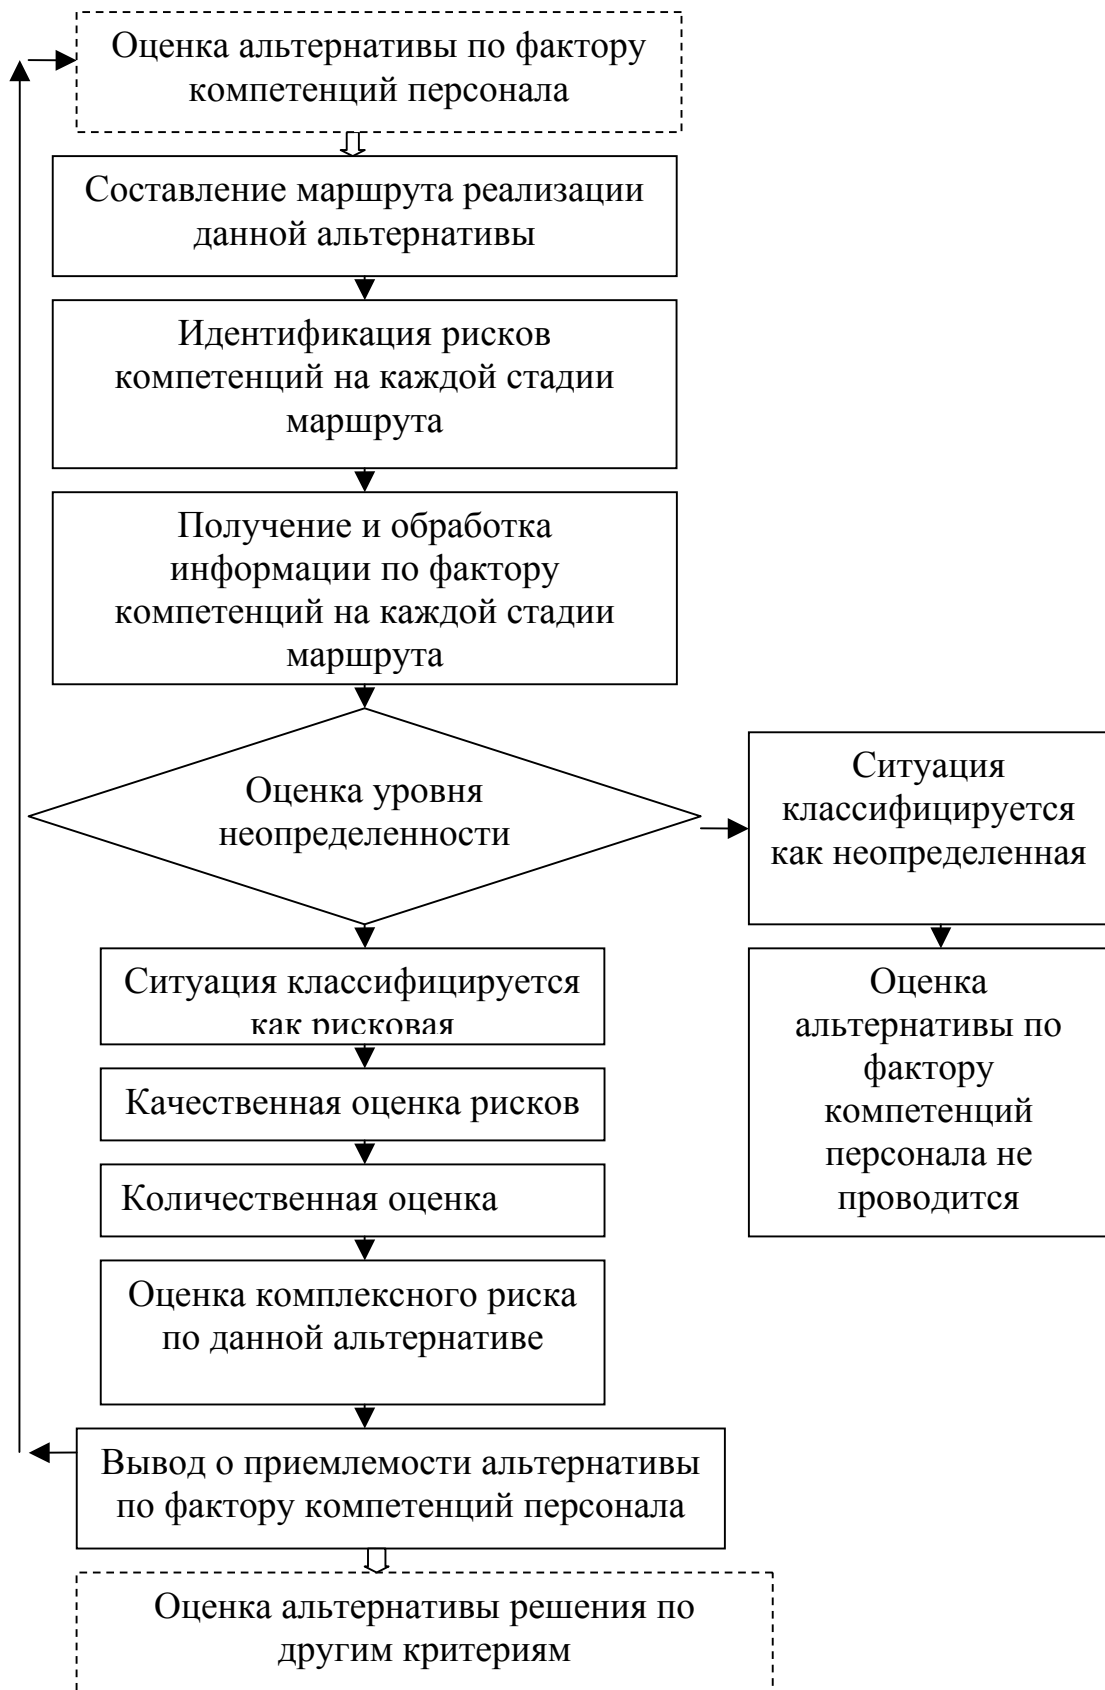 Оценка альтернативы по фактору
компетенций персонала
Составление маршрута реализации
данной альтернативы
Идентификация рисков
компетенций на каждой стадии
маршрута
Получение и обработка
информации по фактору
компетенций на каждой стадии
маршрута
Оценка уровня
неопределенности
Ситуация
классифицируется
как неопределенная
Ситуация классифицируется
как рисковая
Оценка
альтернативы по
фактору
компетенций
персонала не
проводится
Качественная оценка рисков
Количественная оценка
Оценка комплексного риска
по данной альтернативе
Вывод о приемлемости альтернативы
по фактору компетенций персонала
Оценка альтернативы решения по
другим критериям